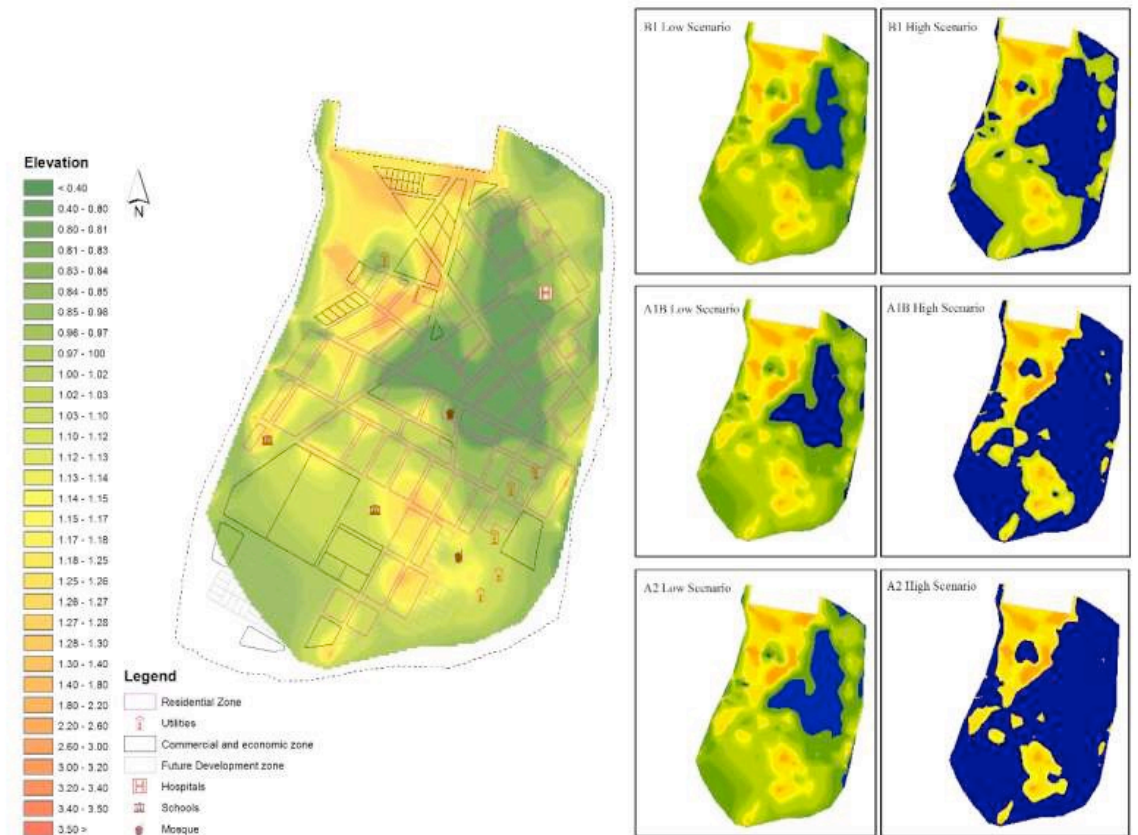 Elevation
< 0.40
0.40 - 0.80
0.80 - 0.81
0.81 - 0.83
0.83 - 0.84
0.84 - 0.85
0.85 - 0.98
0.96 - 0.97
0.97 - 100
1.00 - 1.02
1.02 - 1.03
1.03 - 1.10
1.10 - 1.12
1.12 - 1.13
1.13 - 1.14
1.14 - 1.15
1.15 - 1.17
1.17 - 1.18
1.18 - 1.25
1.25 - 1.26
1.26 - 1.27
1.27 - 1.28
1.28 - 1.30
1.30 - 1.40
1.40 - 1.80
1.80 - 2.20
2.20 - 2.60
2.60 - 3.00
3.00 - 3.20
3.20 - 3.40
3.40 - 3.50
3.50 >
N
H
Legend
Residential Zone
Utilities
Commercial and economic zone
Future Development zone
H Hospitals
Schools
Mosque
B1 Low Scenario
B1 High Scenario
A1B Low Scenario
A1B High Scenario
A2 Low Scenario
A2 High Scenario